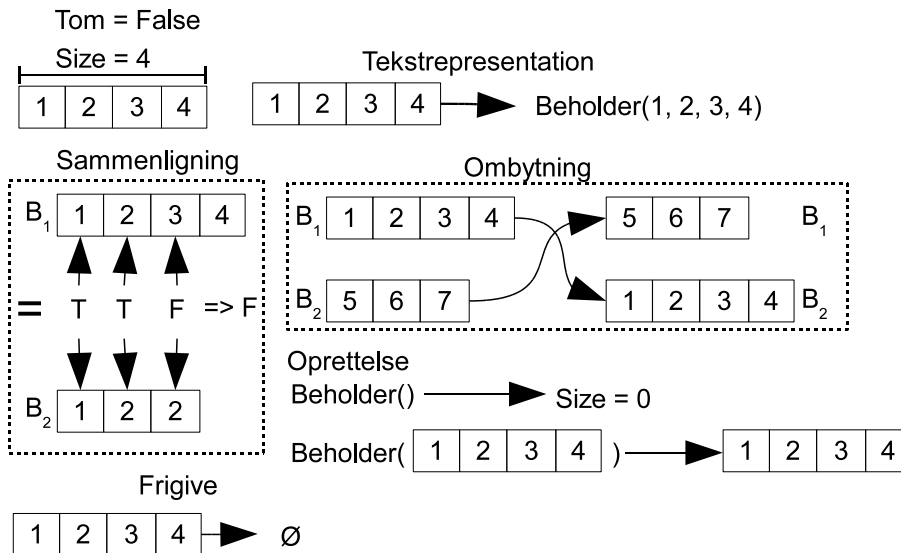 Tom = False
Size = 4
1 2 3 4
Tekstrepresentation
1 2 3 4 Beholder(1, 2, 3, 4)
Sammenligning
B1 1 2 3 4
= T T F => F
B2 1 2 2
Ombytning
B1 1 2 3 4 5 6 7 B1
B2 5 6 7 1 2 3 4 B2
Oprettelse
Beholder() Size = 0
Beholder( 1 2 3 4 ) 1 2 3 4
Frigive
1 2 3 4 Ø